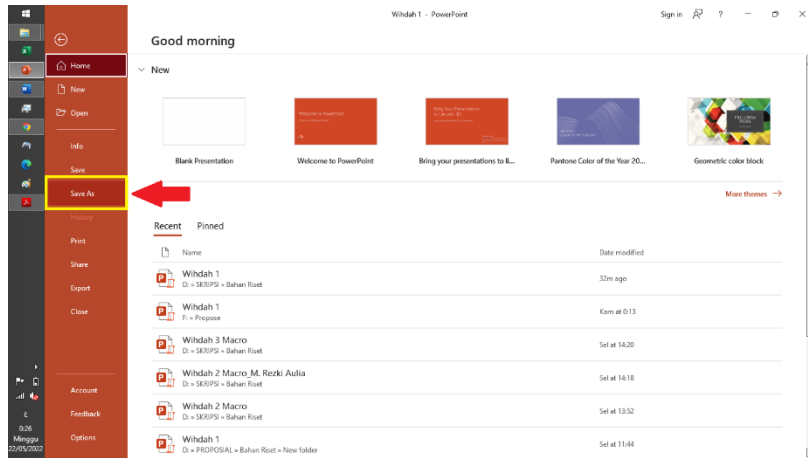 Wihdah 1 - PowerPoint
Sign in
?
Good morning
Home
New
Open
Info
Save
Save As
History
Print
Share
Export
Close
Account
Feedback
Options
New
Blank Presentation
Welcome to PowerPoint
Bring your presentations to li...
Pantone Color of the Year 20...
Geometric color block
More themes
Recent
Pinned
Name
Date modified
Wihdah 1
D: » SKRIPSI » Bahan Riset
32m ago
Wihdah 1
F: » Propose
Kam at 0:13
Wihdah 3 Macro
D: » SKRIPSI » Bahan Riset
Sel at 14:20
Wihdah 2 Macro_M. Rezki Aulia
D: » SKRIPSI » Bahan Riset
Sel at 14:18
Wihdah 2 Macro
D: » SKRIPSI » Bahan Riset
Sel at 13:52
Wihdah 1
D: » PROPOSIAL » Bahan Riset » New folder
Sel at 11:44
0:26
Minggu
22/05/2022